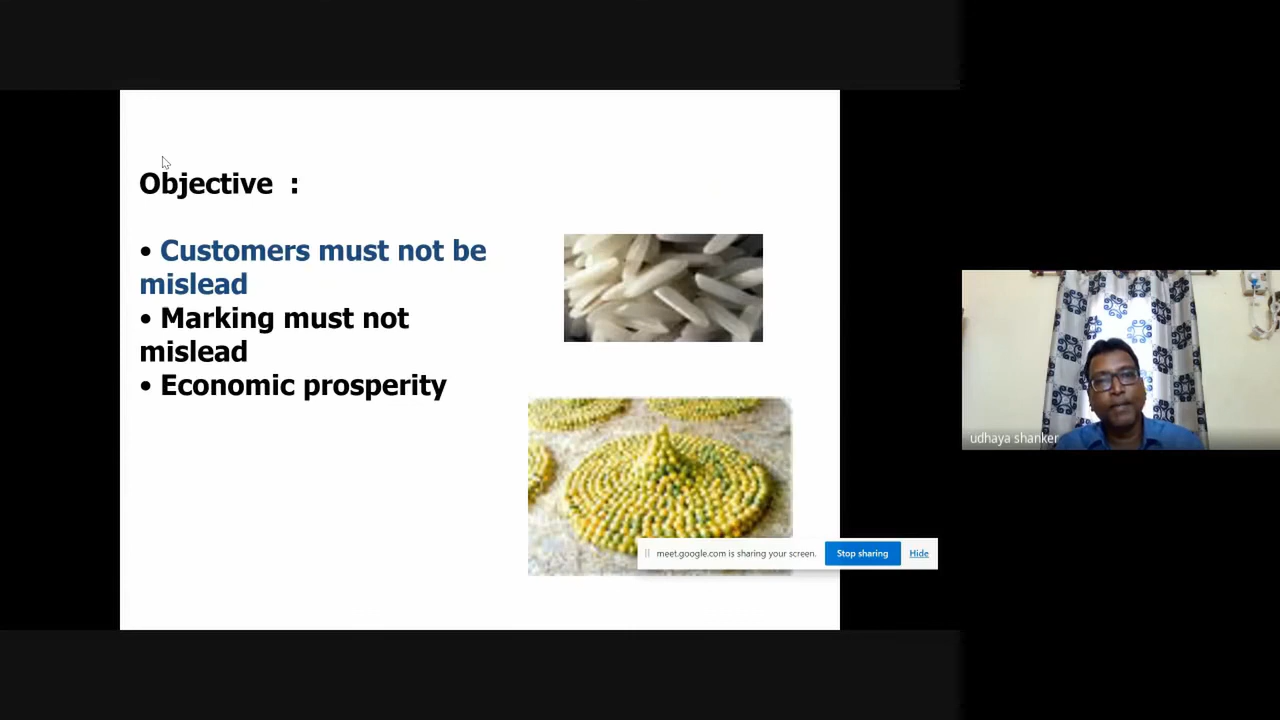 Objective :
• Customers must not be
mislead
• Marking must not
mislead
• Economic prosperity
meet.google.com is sharing your screen.
Stop sharing
Hide
udhaya shanker